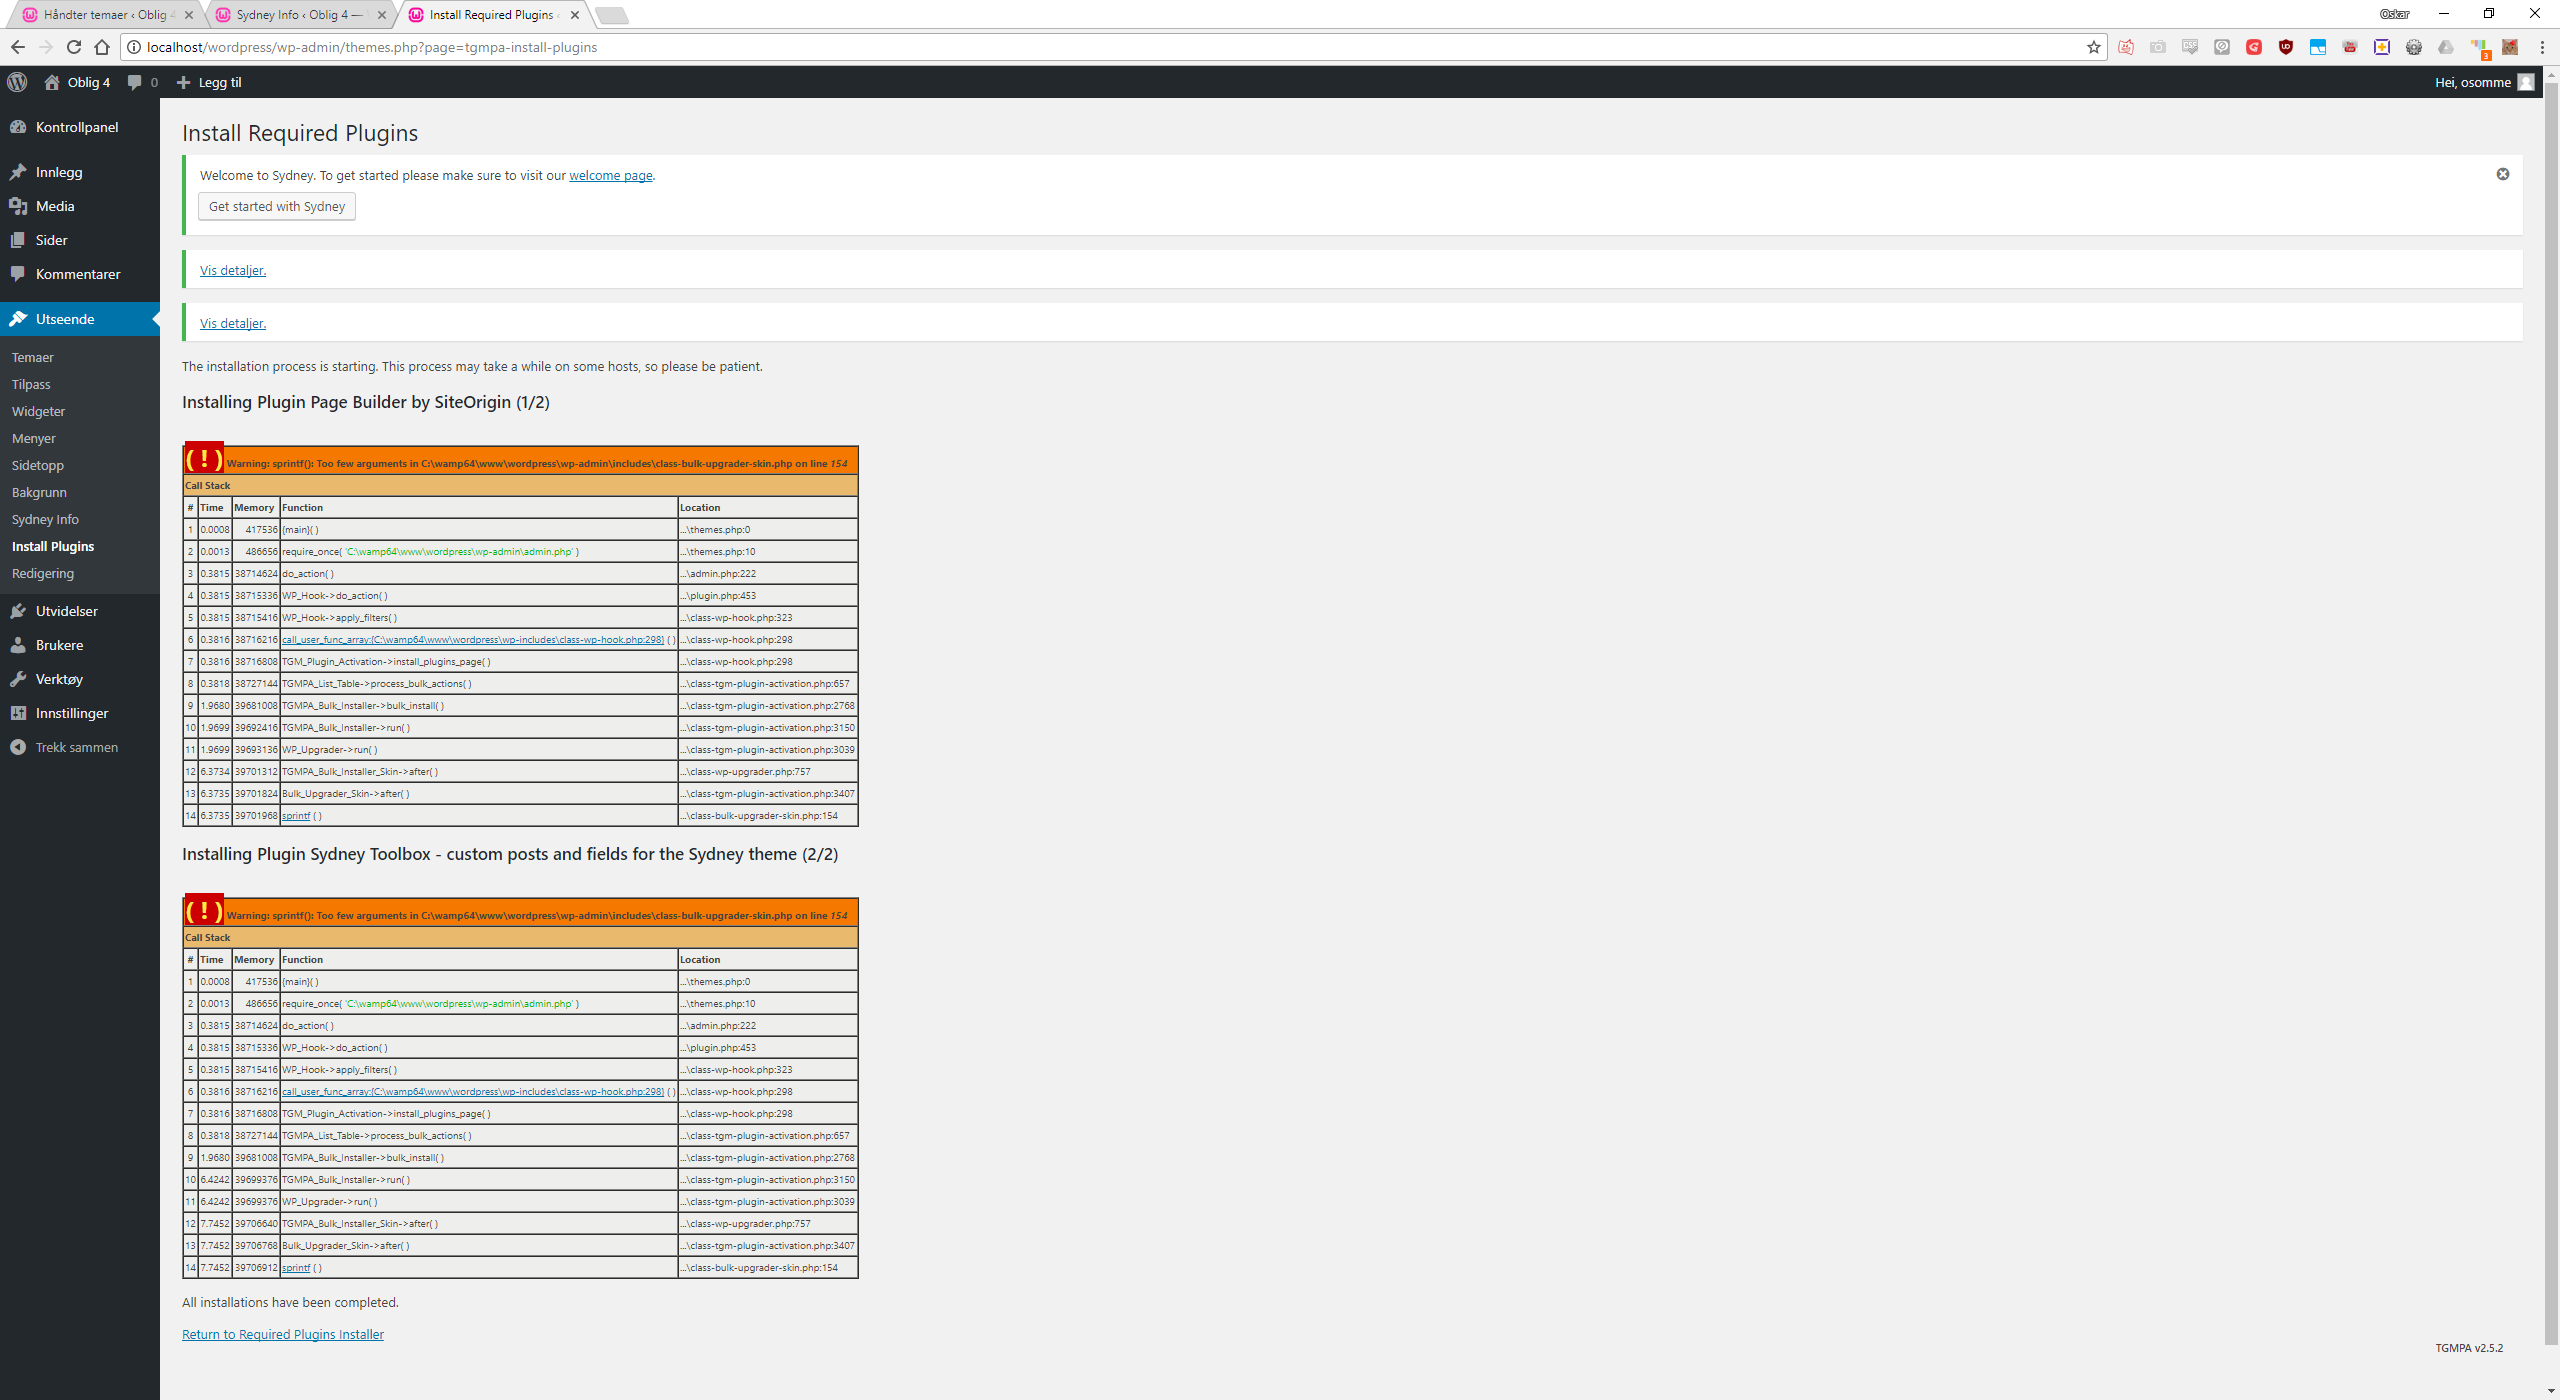 Håndter temaer ‹ Oblig 4
Sydney Info ‹ Oblig 4 —
Install Required Plugins
Oskar
localhost/wordpress/wp-admin/themes.php?page=tgmpa-install-plugins
Oblig 4
0
Legg til
Hei, osomme
Kontrollpanel
Innlegg
Media
Sider
Kommentarer
Utseende
Temaer
Tilpass
Widgeter
Menyer
Sidetopp
Bakgrunn
Sydney Info
Install Plugins
Redigering
Utvidelser
Brukere
Verktøy
Innstillinger
Trekk sammen
Install Required Plugins
Welcome to Sydney. To get started please make sure to visit our welcome page.
Get started with Sydney
Vis detaljer.
Vis detaljer.
The installation process is starting. This process may take a while on some hosts, so please be patient.
Installing Plugin Page Builder by SiteOrigin (1/2)
( ! ) Warning: sprintf(): Too few arguments in C:\wamp64\www\wordpress\wp-admin\includes\class-bulk-upgrader-skin.php on line 154
Call Stack
# Time Memory Function Location
1 0.0008 417536 {main}( ) ...\themes.php:0
2 0.0013 486656 require_once( 'C:\wamp64\www\wordpress\wp-admin\admin.php' ) ...\themes.php:10
3 0.3815 38714624 do_action( ) ...\admin.php:222
4 0.3815 38715336 WP_Hook->do_action( ) ...\plugin.php:453
5 0.3815 38715416 WP_Hook->apply_filters( ) ...\class-wp-hook.php:323
6 0.3816 38716216 call_user_func_array:{C:\wamp64\www\wordpress\wp-includes\class-wp-hook.php:298} ( ) ...\class-wp-hook.php:298
7 0.3816 38716808 TGM_Plugin_Activation->install_plugins_page( ) ...\class-wp-hook.php:298
8 0.3818 38727144 TGMPA_List_Table->process_bulk_actions( ) ...\class-tgm-plugin-activation.php:657
9 1.9680 39681008 TGMPA_Bulk_Installer->bulk_install( ) ...\class-tgm-plugin-activation.php:2768
10 1.9699 39692416 TGMPA_Bulk_Installer->run( ) ...\class-tgm-plugin-activation.php:3150
11 1.9699 39693136 WP_Upgrader->run( ) ...\class-tgm-plugin-activation.php:3039
12 6.3734 39701312 TGMPA_Bulk_Installer_Skin->after( ) ...\class-wp-upgrader.php:757
13 6.3735 39701824 Bulk_Upgrader_Skin->after( ) ...\class-tgm-plugin-activation.php:3407
14 6.3735 39701968 sprintf ( ) ...\class-bulk-upgrader-skin.php:154
Installing Plugin Sydney Toolbox - custom posts and fields for the Sydney theme (2/2)
( ! ) Warning: sprintf(): Too few arguments in C:\wamp64\www\wordpress\wp-admin\includes\class-bulk-upgrader-skin.php on line 154
Call Stack
# Time Memory Function Location
1 0.0008 417536 {main}( ) ...\themes.php:0
2 0.0013 486656 require_once( 'C:\wamp64\www\wordpress\wp-admin\admin.php' ) ...\themes.php:10
3 0.3815 38714624 do_action( ) ...\admin.php:222
4 0.3815 38715336 WP_Hook->do_action( ) ...\plugin.php:453
5 0.3815 38715416 WP_Hook->apply_filters( ) ...\class-wp-hook.php:323
6 0.3816 38716216 call_user_func_array:{C:\wamp64\www\wordpress\wp-includes\class-wp-hook.php:298} ( ) ...\class-wp-hook.php:298
7 0.3816 38716808 TGM_Plugin_Activation->install_plugins_page( ) ...\class-wp-hook.php:298
8 0.3818 38727144 TGMPA_List_Table->process_bulk_actions( ) ...\class-tgm-plugin-activation.php:657
9 1.9680 39681008 TGMPA_Bulk_Installer->bulk_install( ) ...\class-tgm-plugin-activation.php:2768
10 6.4242 39699376 TGMPA_Bulk_Installer->run( ) ...\class-tgm-plugin-activation.php:3150
11 6.4242 39699376 WP_Upgrader->run( ) ...\class-tgm-plugin-activation.php:3039
12 7.7452 39706640 TGMPA_Bulk_Installer_Skin->after( ) ...\class-wp-upgrader.php:757
13 7.7452 39706768 Bulk_Upgrader_Skin->after( ) ...\class-tgm-plugin-activation.php:3407
14 7.7452 39706912 sprintf ( ) ...\class-bulk-upgrader-skin.php:154
All installations have been completed.
Return to Required Plugins Installer
TGMPA v2.5.2